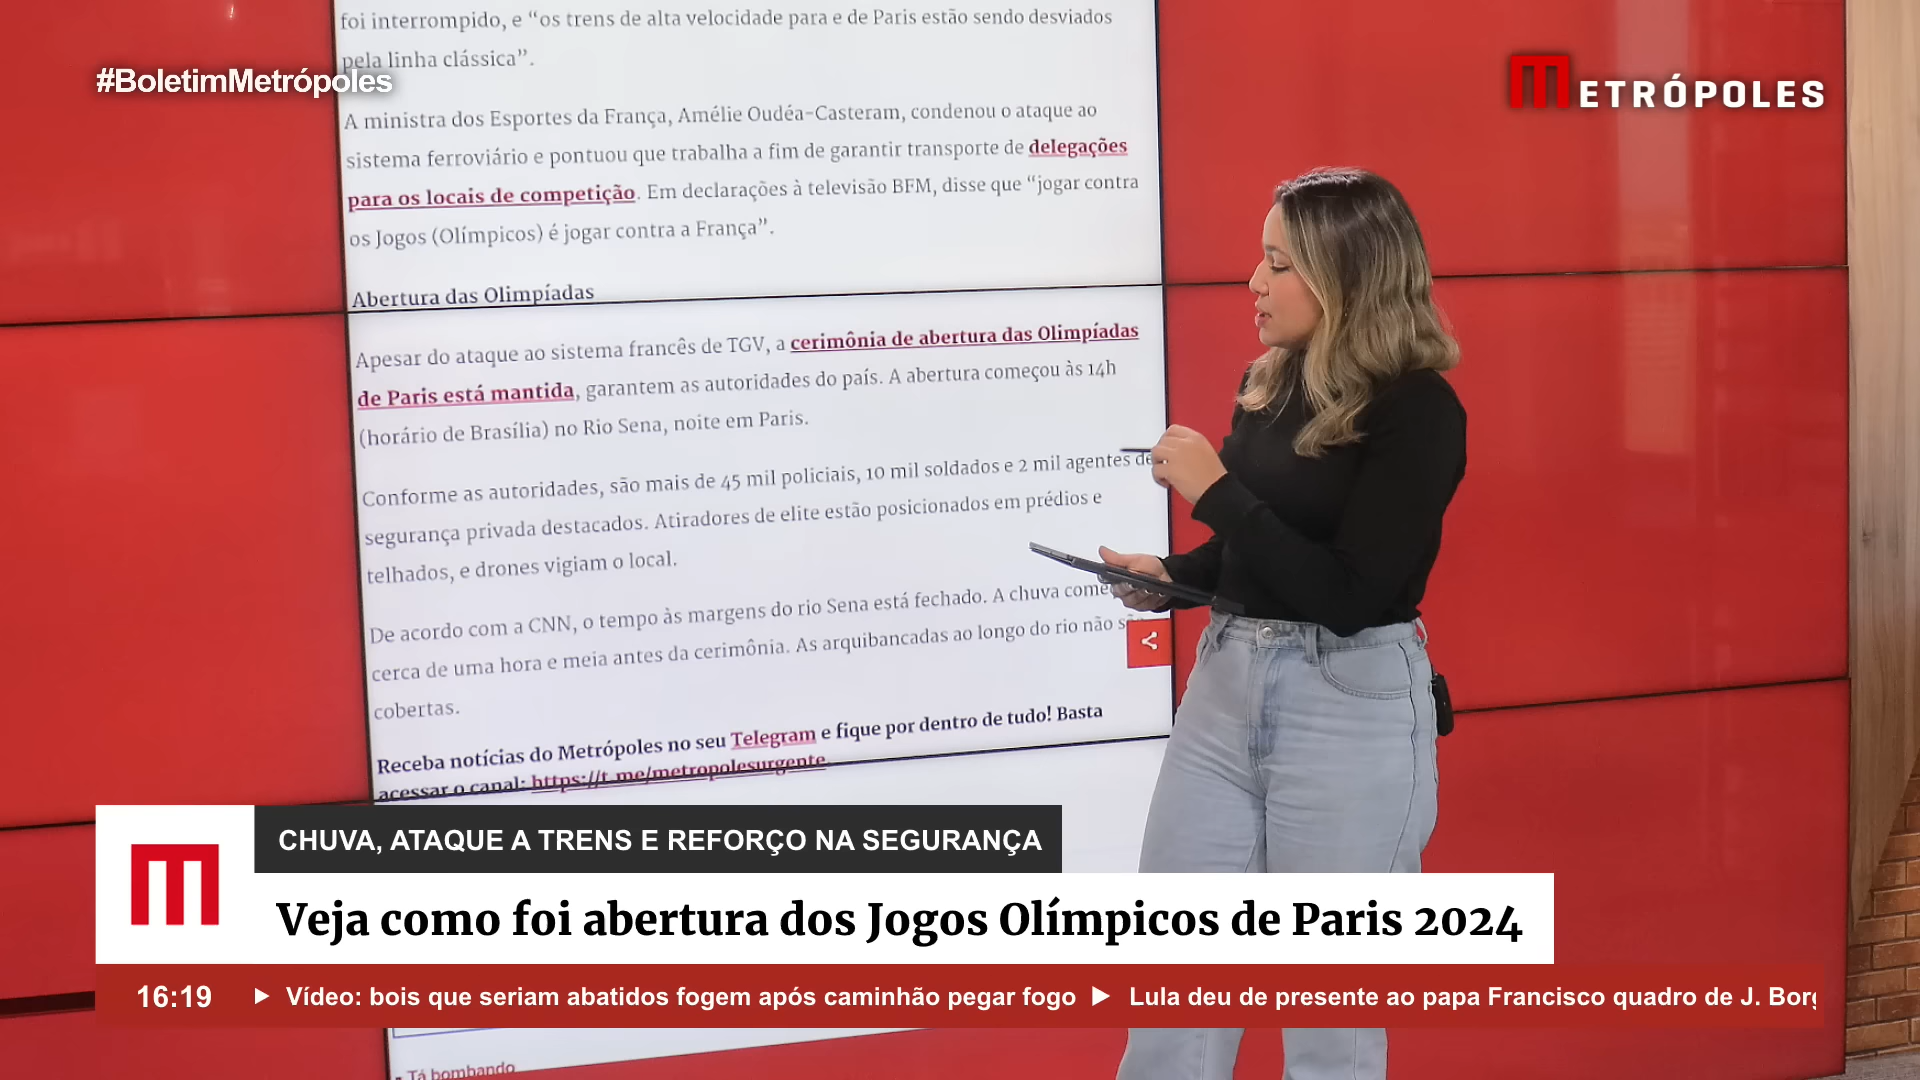 foi interrompido, e “os trens de alta velocidade para e de Paris estão sendo desviados
pela linha clássica”.
#BoletimMetrópoles
METRÓPOLES
A ministra dos Esportes da França, Amélie Oudéa-Casteram, condenou o ataque ao
sistema ferroviário e pontuou que trabalha a fim de garantir transporte de delegações
para os locais de competição. Em declarações à televisão BFM, disse que “jogar contra
os Jogos (Olímpicos) é jogar contra a França”.
Abertura das Olimpíadas
Apesar do ataque ao sistema francês de TGV, a cerimônia de abertura das Olimpíadas
de Paris está mantida, garantem as autoridades do país. A abertura começou às 14h
(horário de Brasília) no Rio Sena, noite em Paris.
Conforme as autoridades, são mais de 45 mil policiais, 10 mil soldados e 2 mil agentes de
segurança privada destacados. Atiradores de elite estão posicionados em prédios e
telhados, e drones vigiam o local.
De acordo com a CNN, o tempo às margens do rio Sena está fechado. A chuva
cerca de uma hora e meia antes da cerimônia. As arquibancadas ao longo do rio não
cobertas.
Receba notícias do Metrópoles no seu Telegram e fique por dentro de tudo! Basta
acessar o canal: https://t.me/metropolesurgente
CHUVA, ATAQUE A TRENS E REFORÇO NA SEGURANÇA
Veja como foi abertura dos Jogos Olímpicos de Paris 2024
16:19 Vídeo: bois que seriam abatidos fogem após caminhão pegar fogo Lula deu de presente ao papa Francisco quadro de J. Borg
Tá bombando